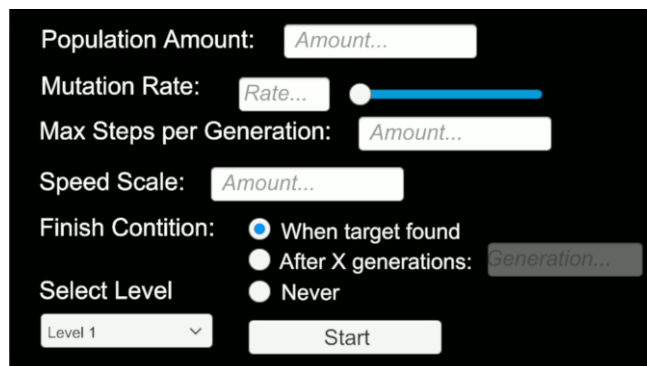 Population Amount: Amount...
Mutation Rate: Rate...
Max Steps per Generation: Amount...
Speed Scale: Amount...
Finish Contition: When target found
After X generations: Generation...
Select Level Never
Level 1 Start